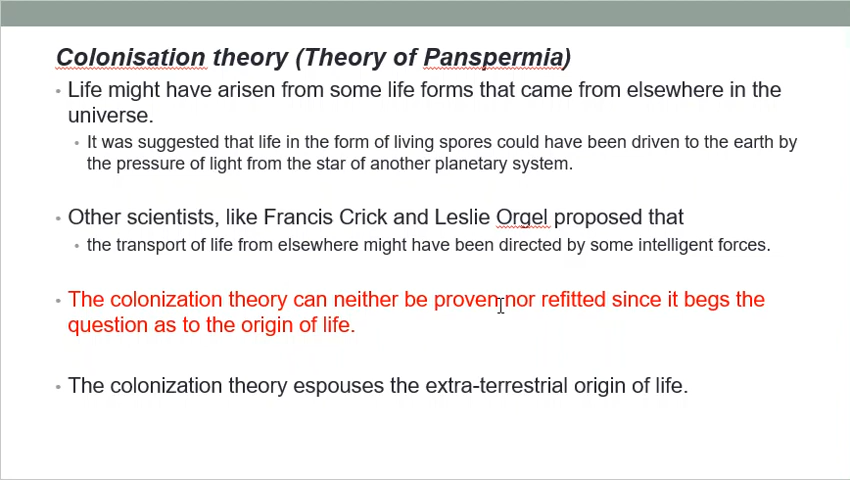 Colonisation theory (Theory of Panspermia)
• Life might have arisen from some life forms that came from elsewhere in the
universe.
• It was suggested that life in the form of living spores could have been driven to the earth by
the pressure of light from the star of another planetary system.
• Other scientists, like Francis Crick and Leslie Orgel proposed that
• the transport of life from elsewhere might have been directed by some intelligent forces.
• The colonization theory can neither be proven nor refitted since it begs the
question as to the origin of life.
• The colonization theory espouses the extra-terrestrial origin of life.